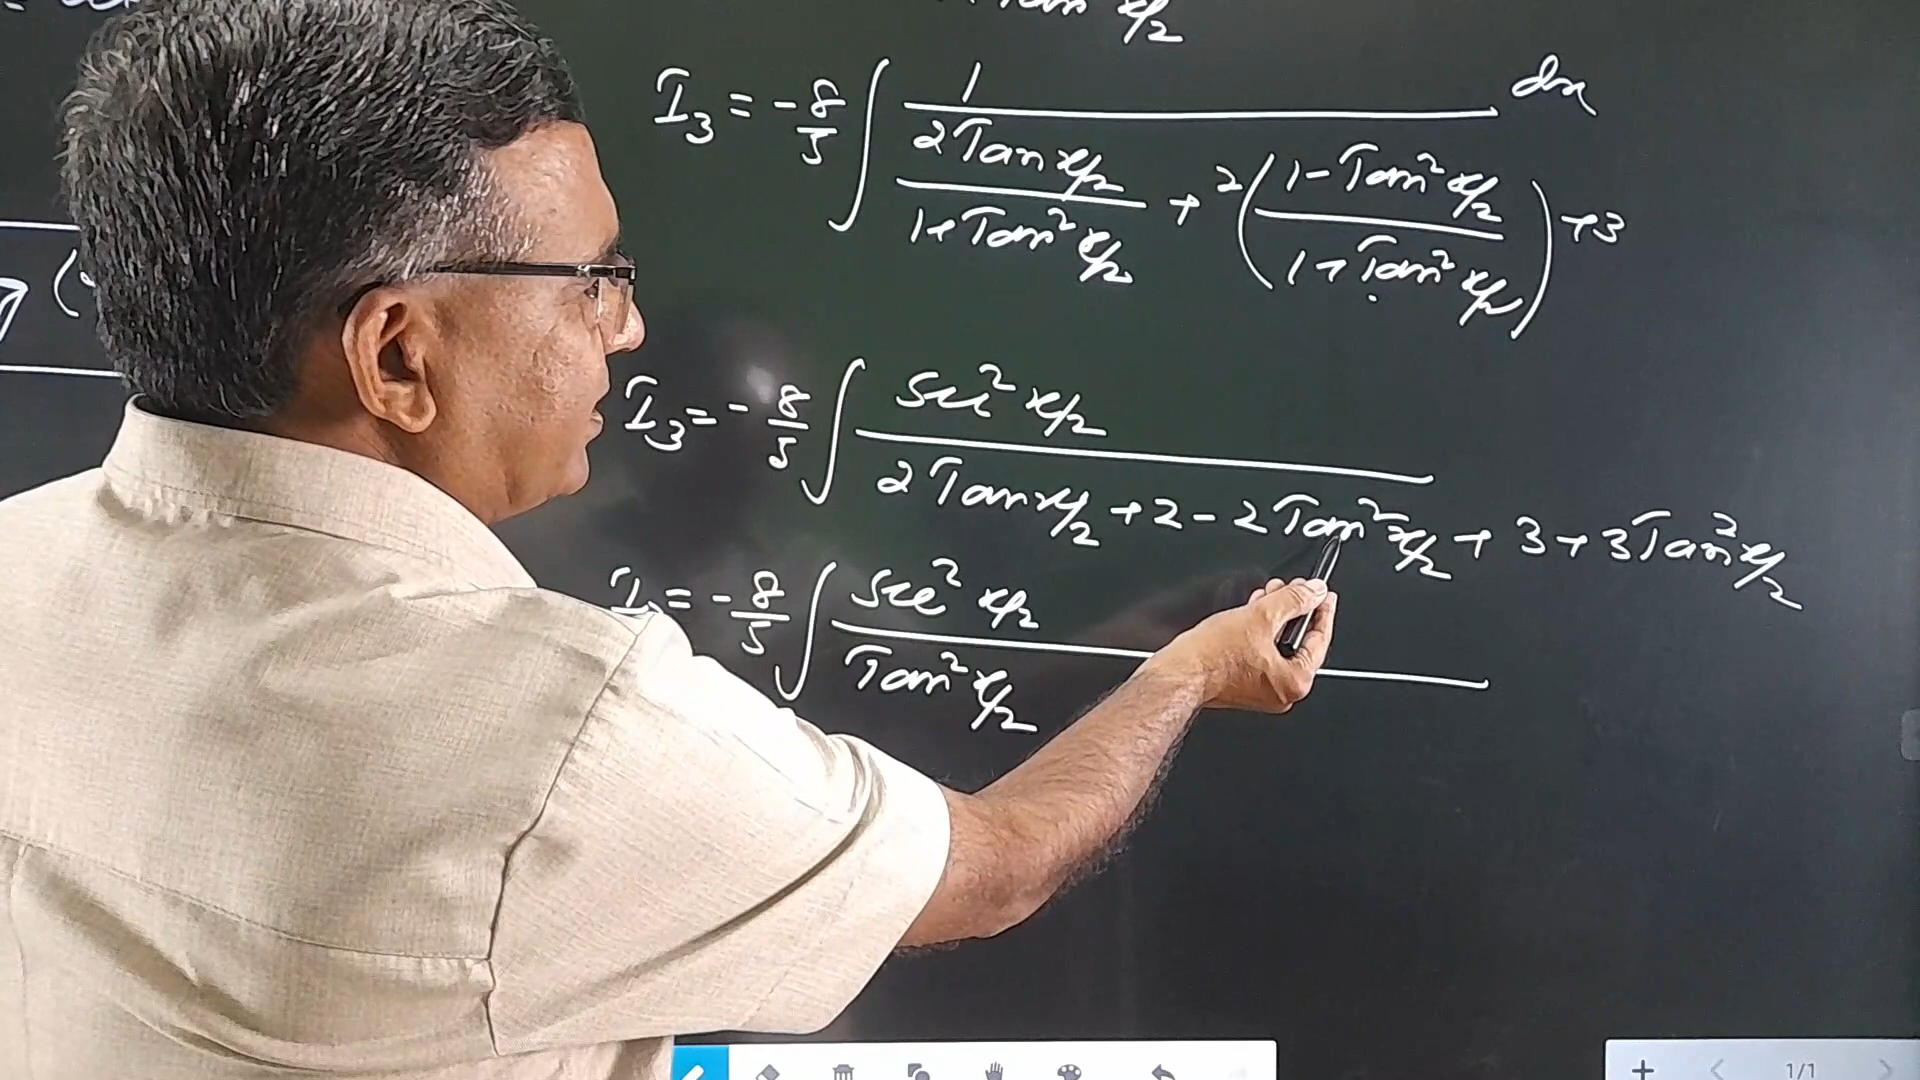 x/2
I₃ = -8/5 ∫ 1/(2Tan x/2 / 1+Tan² x/2 + 2(1-Tan² x/2 / 1+Tan² x/2) + 3) dx
I₃ = -8/5 ∫ Sec² x/2 / 2Tan x/2 + 2 - 2Tan² x/2 + 3 + 3Tan² x/2
= -8/5 ∫ Sec² x/2 / Tan² x/2
1/1